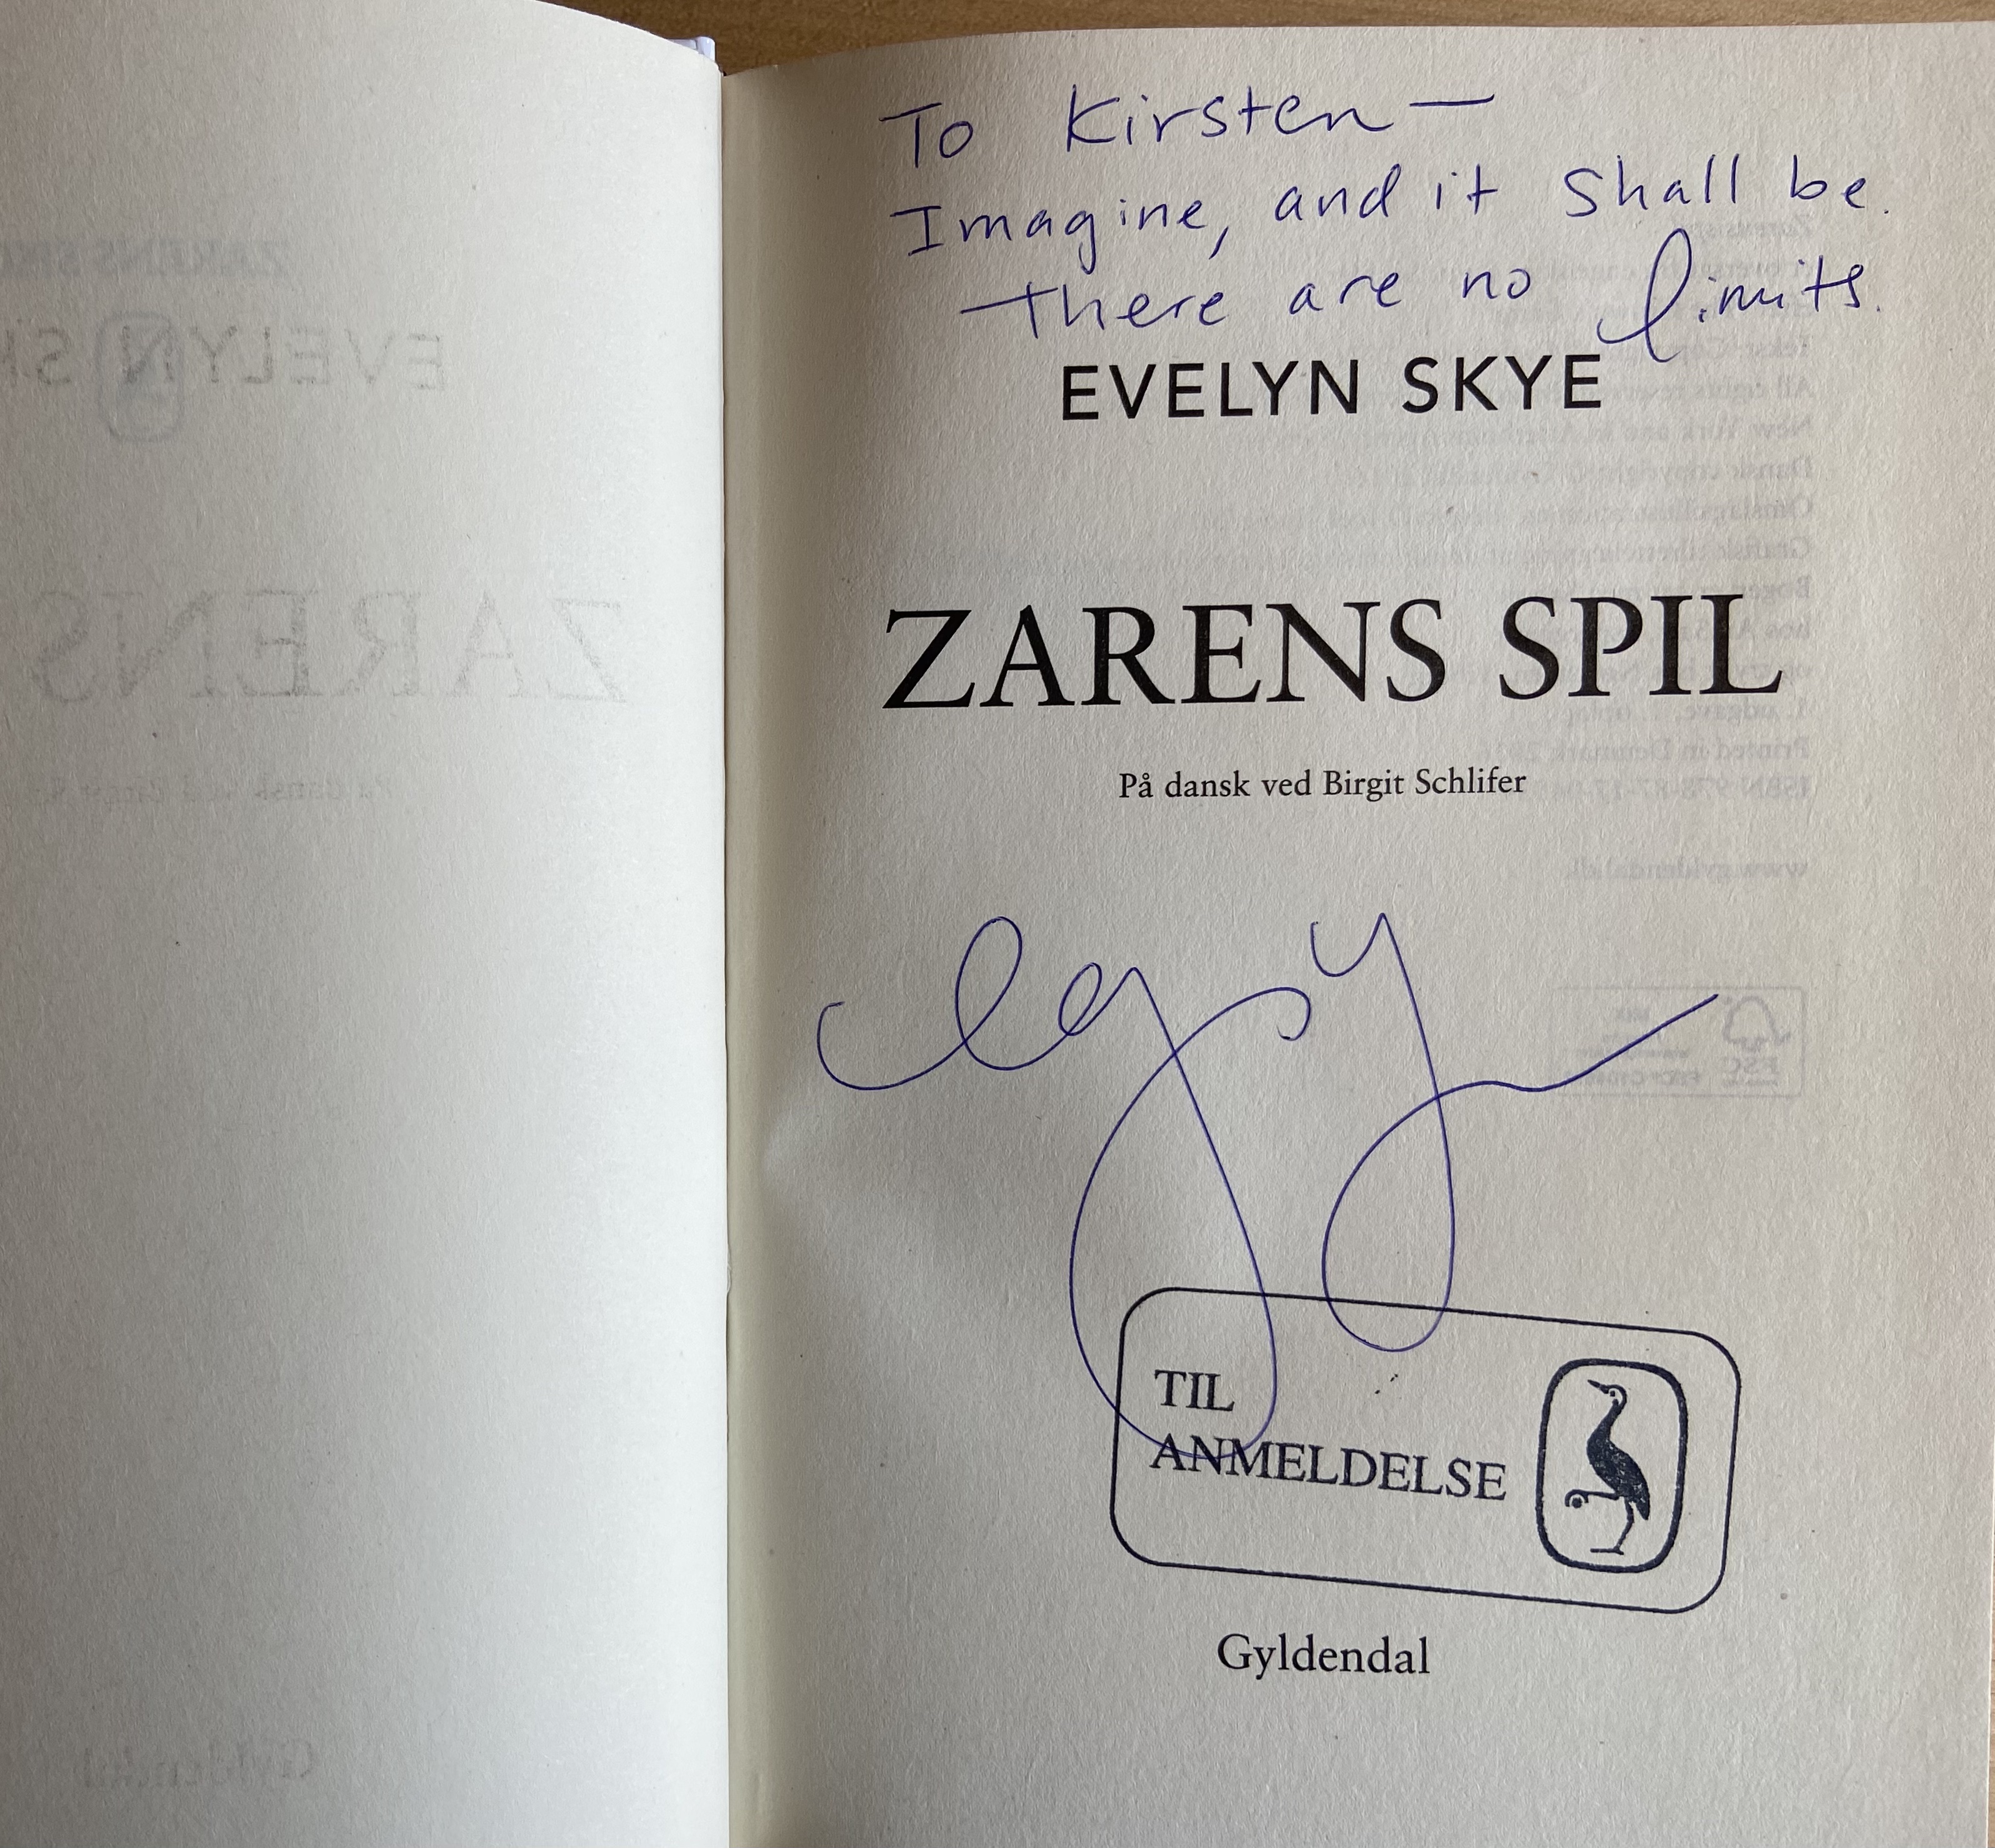 To Kirsten—
Imagine, and it shall be.
There are no limits.
EVELYN SKYE
ZARENS SPIL
På dansk ved Birgit Schlifer
TIL
ANMELDELSE
Gyldendal